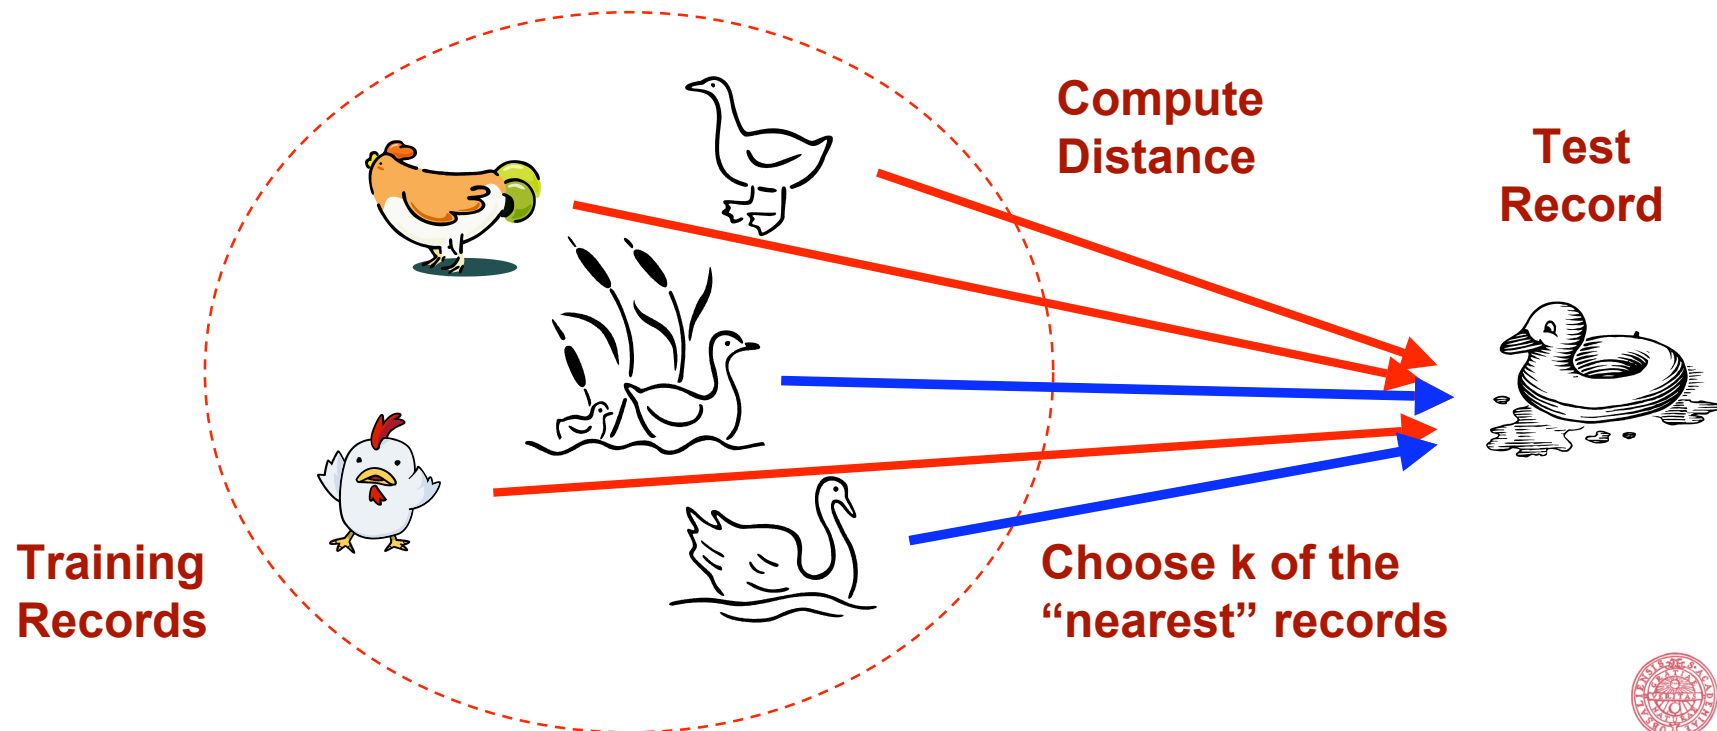 Compute
Distance
Test
Record
Training
Records
Choose k of the
“nearest” records